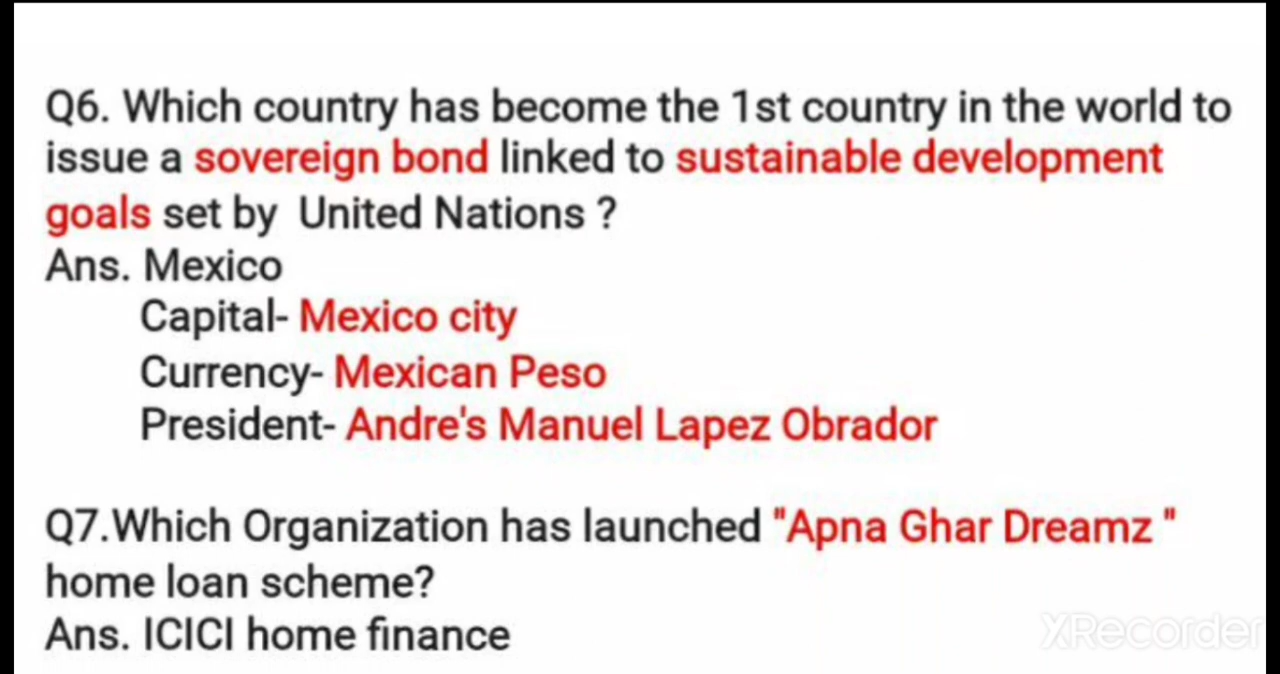 Q6. Which country has become the 1st country in the world to
issue a sovereign bond linked to sustainable development
goals set by United Nations ?
Ans. Mexico
Capital- Mexico city
Currency- Mexican Peso
President- Andre's Manuel Lapez Obrador
Q7.Which Organization has launched "Apna Ghar Dreamz "
home loan scheme?
Ans. ICICI home finance
XRecorder